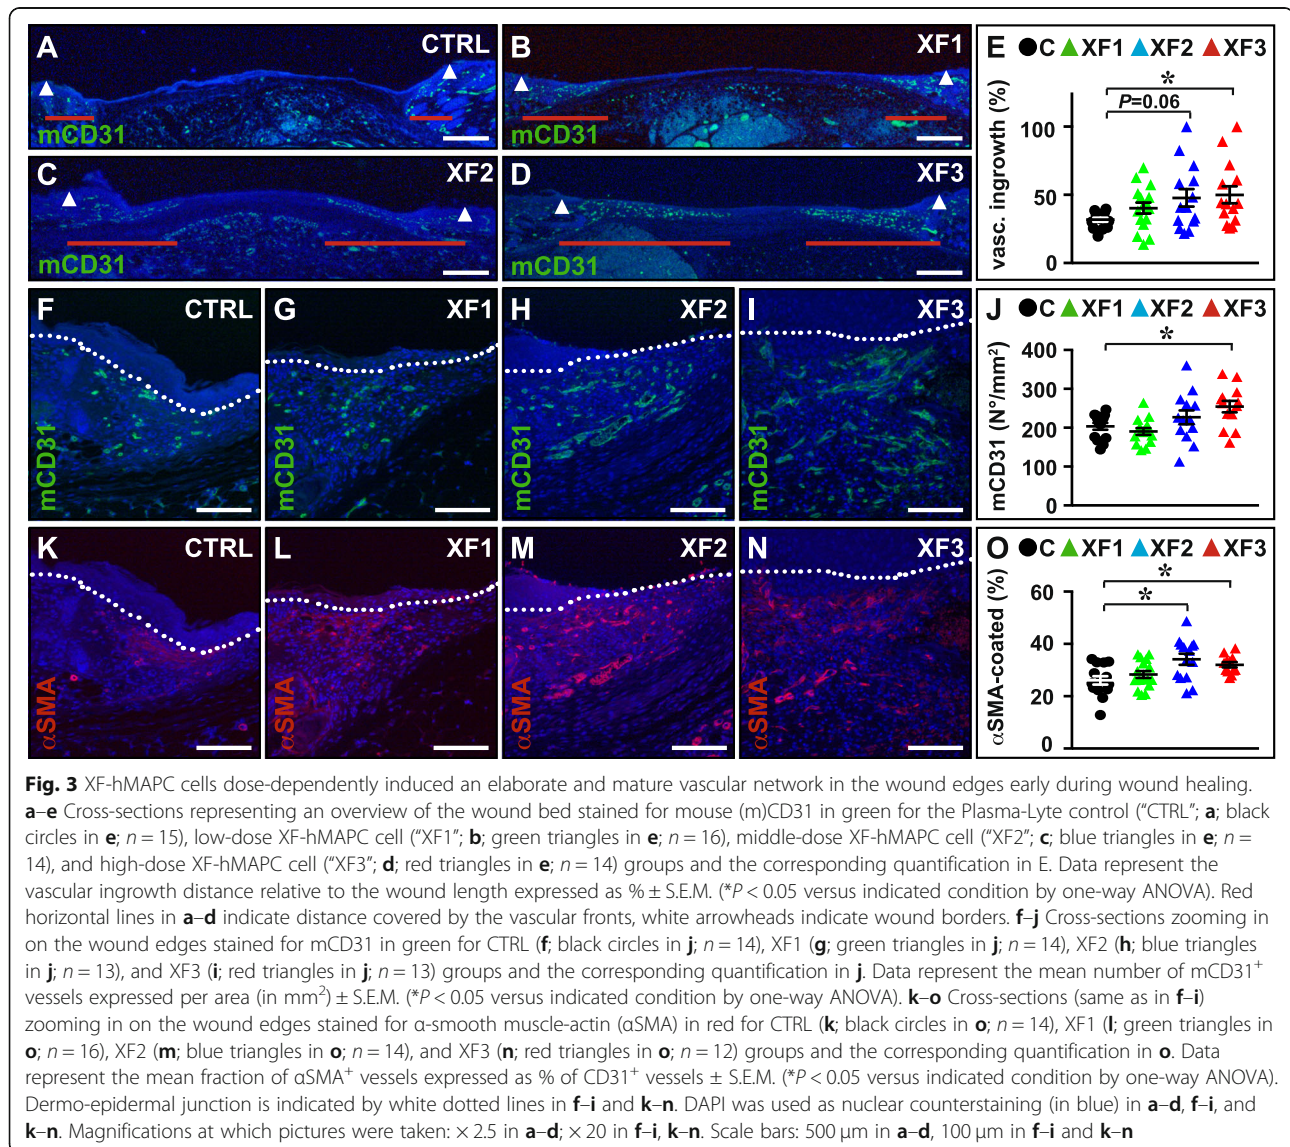 A CTRL
mCD31
B XF1
mCD31
C XF2
mCD31
D XF3
mCD31
E C XF1 XF2 XF3
*
P=0.06
vasc. ingrowth (%)
100
50
0
F CTRL
mCD31
G XF1
mCD31
H XF2
mCD31
I XF3
mCD31
J C XF1 XF2 XF3
*
mCD31 (N°/mm²)
400
300
200
100
0
K CTRL
αSMA
L XF1
αSMA
M XF2
αSMA
N XF3
αSMA
O C XF1 XF2 XF3
*
*
αSMA-coated (%)
60
40
20
0
Fig. 3 XF-hMAPC cells dose-dependently induced an elaborate and mature vascular network in the wound edges early during wound healing.
a–e Cross-sections representing an overview of the wound bed stained for mouse (m)CD31 in green for the Plasma-Lyte control (“CTRL”; a; black
circles in e; n = 15), low-dose XF-hMAPC cell (“XF1”; b; green triangles in e; n = 16), middle-dose XF-hMAPC cell (“XF2”; c; blue triangles in e; n =
14), and high-dose XF-hMAPC cell (“XF3”; d; red triangles in e; n = 14) groups and the corresponding quantification in E. Data represent the
vascular ingrowth distance relative to the wound length expressed as % ± S.E.M. (*P < 0.05 versus indicated condition by one-way ANOVA). Red
horizontal lines in a–d indicate distance covered by the vascular fronts, white arrowheads indicate wound borders. f–j Cross-sections zooming in
on the wound edges stained for mCD31 in green for CTRL (f; black circles in j; n = 14), XF1 (g; green triangles in j; n = 14), XF2 (h; blue triangles
in j; n = 13), and XF3 (i; red triangles in j; n = 13) groups and the corresponding quantification in j. Data represent the mean number of mCD31⁺
vessels expressed per area (in mm²) ± S.E.M. (*P < 0.05 versus indicated condition by one-way ANOVA). k–o Cross-sections (same as in f–i)
zooming in on the wound edges stained for α-smooth muscle-actin (αSMA) in red for CTRL (k; black circles in o; n = 14), XF1 (l; green triangles in
o; n = 16), XF2 (m; blue triangles in o; n = 14), and XF3 (n; red triangles in o; n = 12) groups and the corresponding quantification in o. Data
represent the mean fraction of αSMA⁺ vessels expressed as % of CD31⁺ vessels ± S.E.M. (*P < 0.05 versus indicated condition by one-way ANOVA).
Dermo-epidermal junction is indicated by white dotted lines in f–i and k–n. DAPI was used as nuclear counterstaining (in blue) in a–d, f–i, and
k–n. Magnifications at which pictures were taken: × 2.5 in a–d; × 20 in f–i, k–n. Scale bars: 500 μm in a–d, 100 μm in f–i and k–n